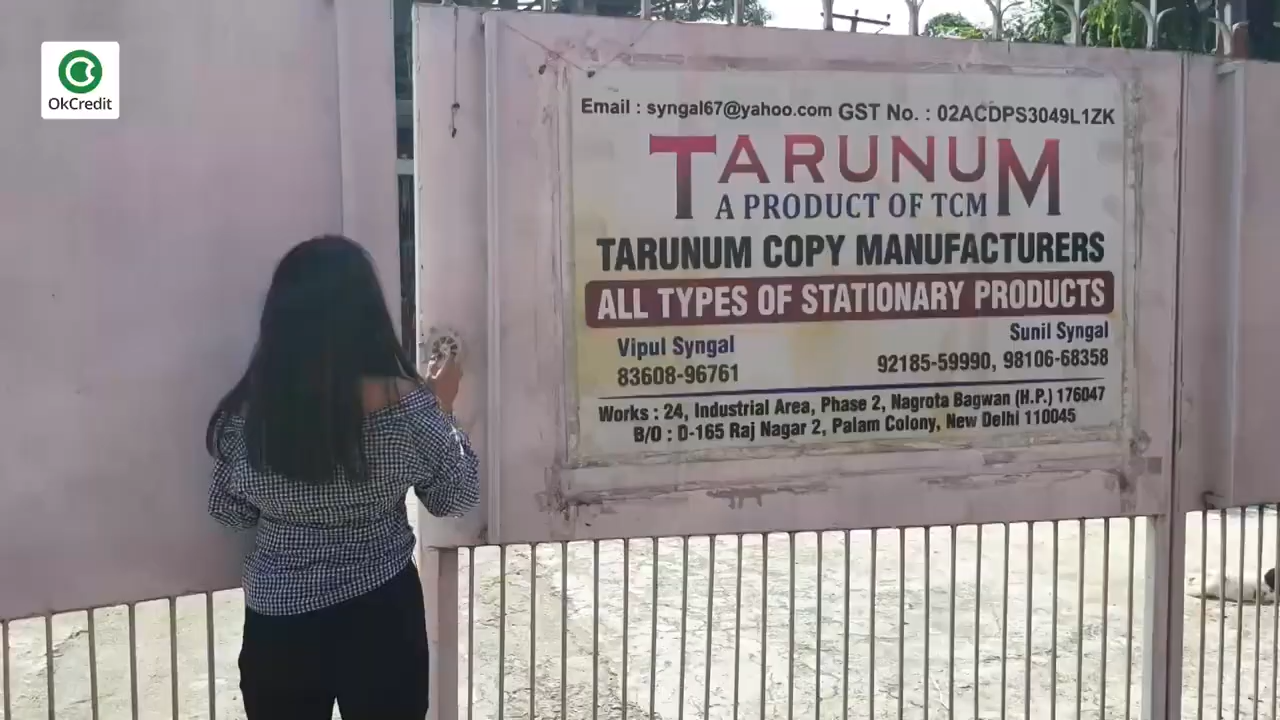 OkCredit
Email : syngal67@yahoo.com GST No. : 02ACDPS3049L1ZK
TARUNUM
A PRODUCT OF TCM
TARUNUM COPY MANUFACTURERS
ALL TYPES OF STATIONARY PRODUCTS
Vipul Syngal
83608-96761
Sunil Syngal
92185-59990, 98106-68358
Works : 24, Industrial Area, Phase 2, Nagrota Bagwan (H.P.) 176047
B/O : D-165 Raj Nagar 2, Palam Colony, New Delhi 110045